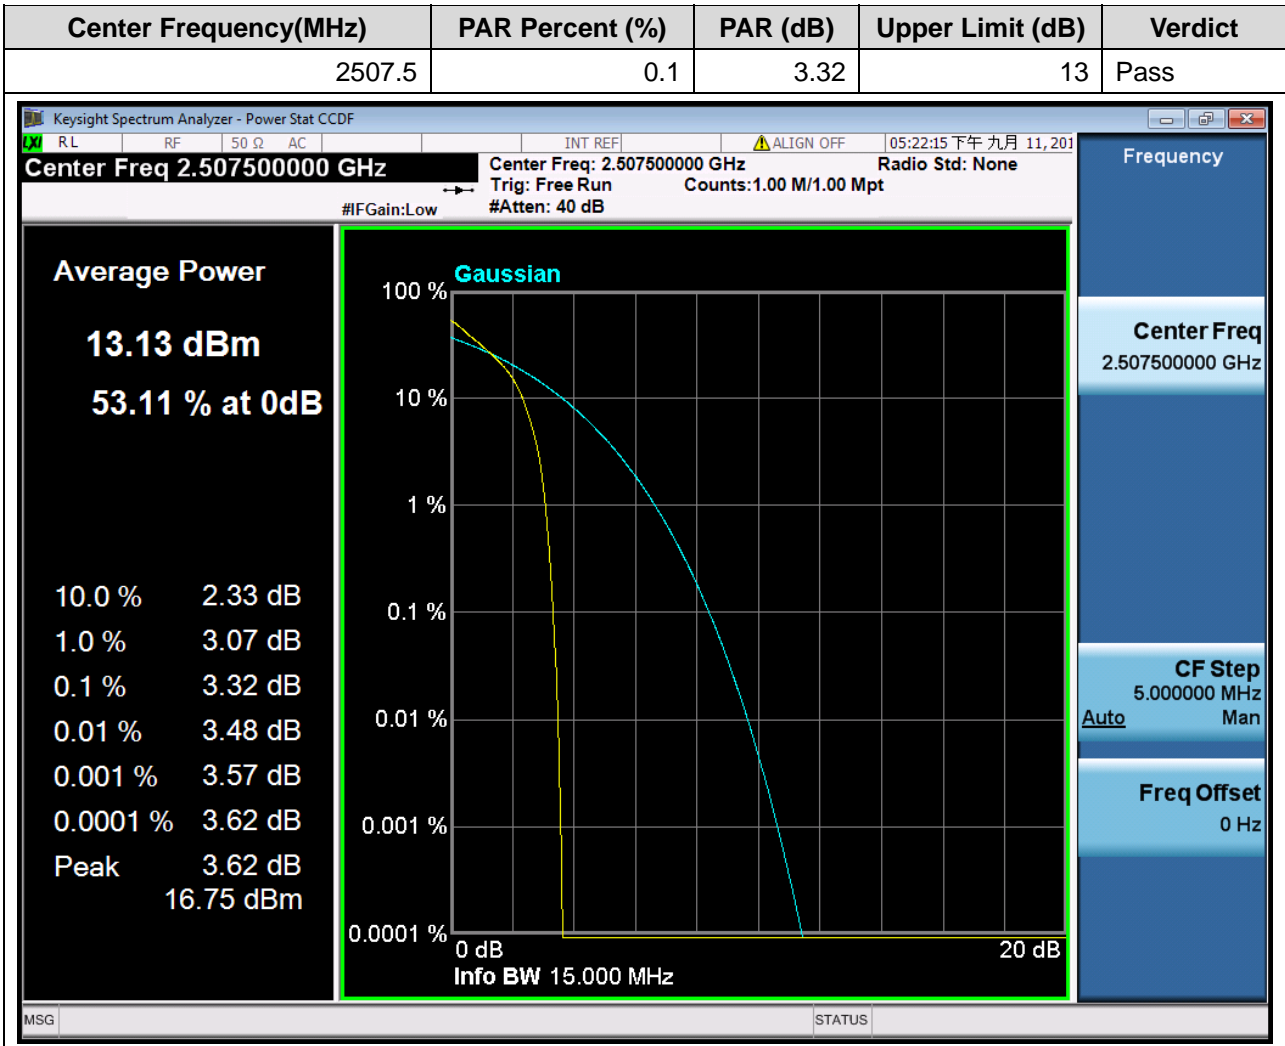 Center Frequency(MHz) PAR Percent (%) PAR (dB) Upper Limit (dB) Verdict
2507.5 0.1 3.32 13 Pass
Keysight Spectrum Analyzer - Power Stat CCDF
LXI RL RF 50 Ω AC INT REF ALIGN OFF 05:22:15 下午 九月 11, 201
Center Freq 2.507500000 GHz
Center Freq: 2.507500000 GHz Radio Std: None
Trig: Free Run Counts:1.00 M/1.00 Mpt
#IFGain:Low #Atten: 40 dB
Average Power
13.13 dBm
53.11 % at 0dB
10.0 % 2.33 dB
1.0 % 3.07 dB
0.1 % 3.32 dB
0.01 % 3.48 dB
0.001 % 3.57 dB
0.0001 % 3.62 dB
Peak 3.62 dB
16.75 dBm
Gaussian
100 %
10 %
1 %
0.1 %
0.01 %
0.001 %
0.0001 %
0 dB 20 dB
Info BW 15.000 MHz
Frequency
Center Freq
2.507500000 GHz
CF Step
5.000000 MHz
Auto Man
Freq Offset
0 Hz
MSG STATUS